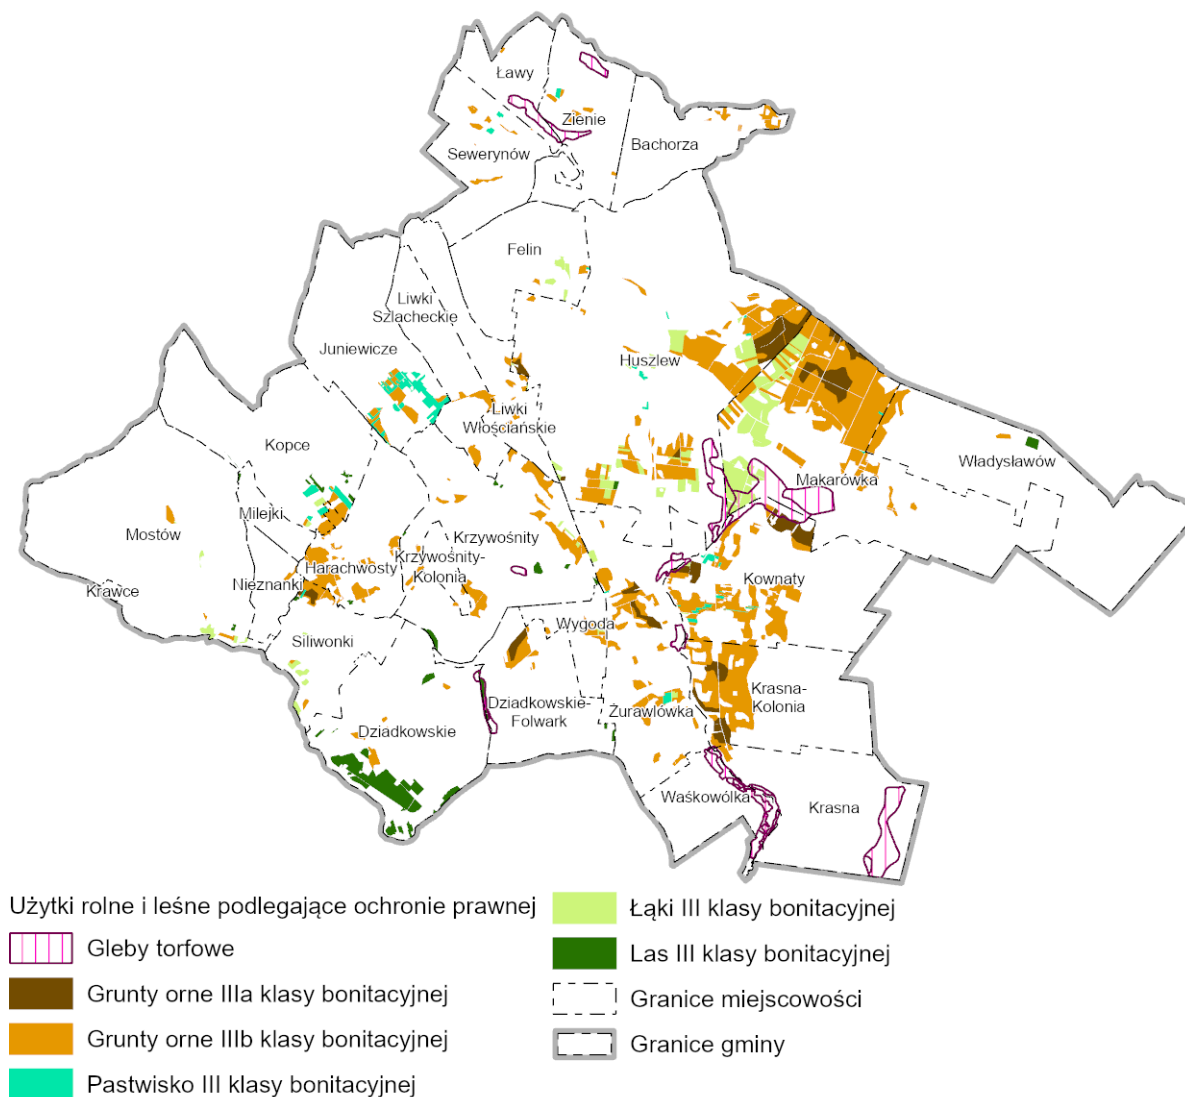 Ławy
Zienie
Bachorza
Sewerynów
Felin
Liwki
Szlacheckie
Juniewicze
Huszlew
Liwki
Włościańskie
Kopce
Władysławów
Makarówka
Milejki
Mostów
Krzywośnity
Harachwosty
Krzywośnity-
Kolonia
Kownaty
Nieznanki
Krawce
Wygoda
Siliwonki
Krasna-
Kolonia
Dziadkowskie-
Folwark
Żurawlówka
Dziadkowskie
Waśkowólka
Krasna
Użytki rolne i leśne podlegające ochronie prawnej
Gleby torfowe
Grunty orne IIIa klasy bonitacyjnej
Grunty orne IIIb klasy bonitacyjnej
Pastwisko III klasy bonitacyjnej
Łąki III klasy bonitacyjnej
Las III klasy bonitacyjnej
Granice miejscowości
Granice gminy